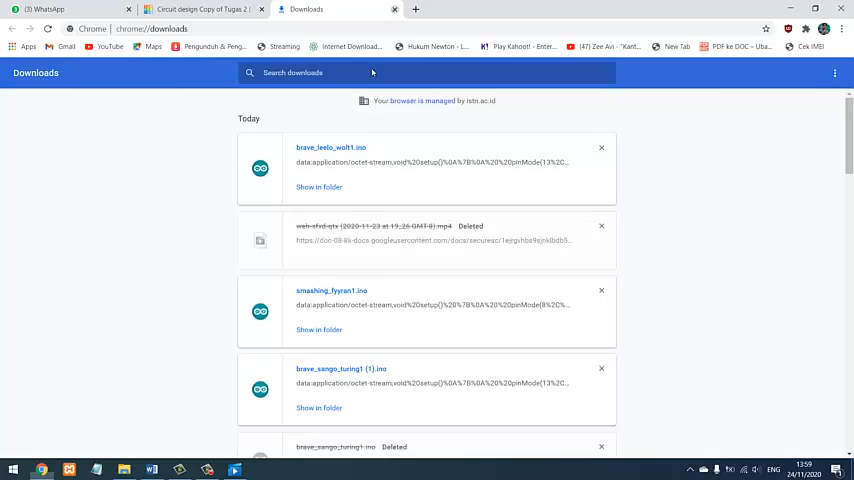 (3) WhatsApp
Circuit design Copy of Tugas 2 |
Downloads
Chrome | chrome://downloads
Apps
Gmail
YouTube
Maps
Pengunduh & Peng...
Streaming
Internet Download...
Hukum Newton - L...
Play Kahoot! - Enter...
(47) Zee Avi - "Kant...
New Tab
PDF ke DOC – Uba...
Cek IMEI
Downloads
Search downloads
Your browser is managed by istn.ac.id
Today
brave_leelo_wolt1.ino
data:application/octet-stream,void%20setup()%0A%7B%0A%20%20pinMode(13%2C...
Show in folder
weh-sfxd-qtx (2020-11-23 at 19_26 GMT-8).mp4 Deleted
https://doc-08-8k-docs.googleusercontent.com/docs/securesc/1ejrgvhba9sjnklbdb5...
smashing_fyyran1.ino
data:application/octet-stream,void%20setup()%20%7B%0A%20%20pinMode(8%2C%...
Show in folder
brave_sango_turing1 (1).ino
data:application/octet-stream,void%20setup()%0A%7B%0A%20%20pinMode(13%2C...
Show in folder
brave_sango_turing1.ino Deleted
ENG
13:59
24/11/2020